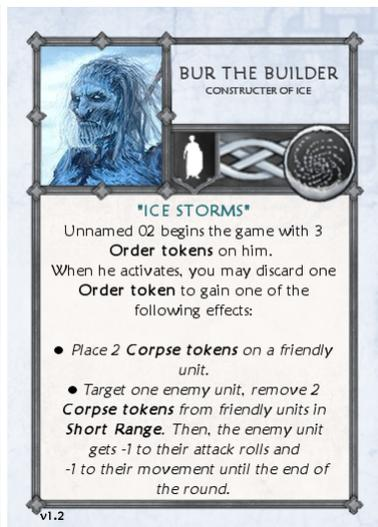 BUR THE BUILDER
CONSTRUCTER OF ICE
"ICE STORMS"
Unnamed 02 begins the game with 3
Order tokens on him.
When he activates, you may discard one
Order token to gain one of the
following effects:
● Place 2 Corpse tokens on a friendly
unit.
● Target one enemy unit, remove 2
Corpse tokens from friendly units in
Short Range. Then, the enemy unit
gets -1 to their attack rolls and
-1 to their movement until the end of
the round.
v1.2